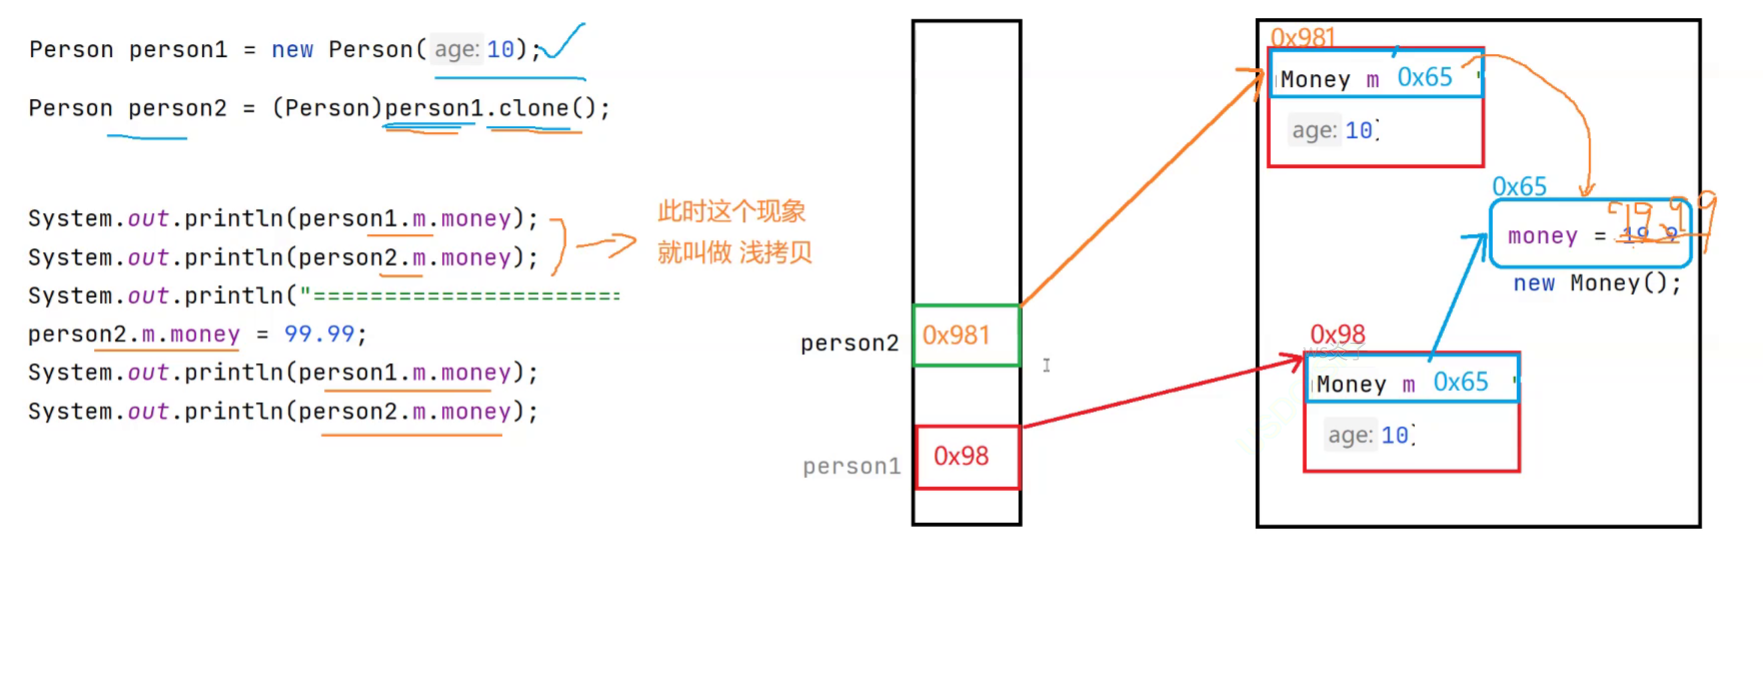 Person person1 = new Person( age: 10);
Person person2 = (Person)person1.clone();
System.out.println(person1.m.money);
System.out.println(person2.m.money);
System.out.println("======================
person2.m.money = 99.99;
System.out.println(person1.m.money);
System.out.println(person2.m.money);
此时这个现象
就叫做 浅拷贝
person2
0x981
person1
0x98
0x981
Money m 0x65
age: 10
0x65
money = 19.9
new Money();
0x98
Money m 0x65
age: 10